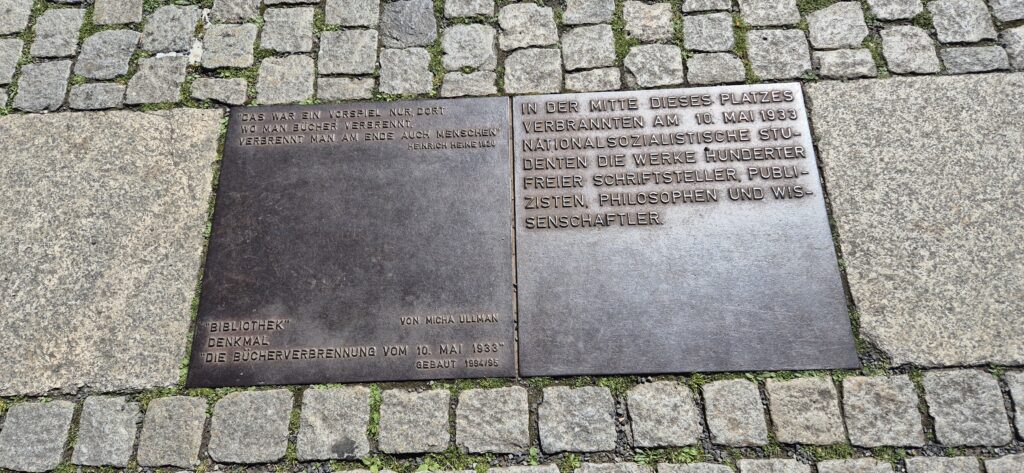 "DAS WAR EIN VORSPIEL NUR, DORT
WO MAN BÜCHER VERBRENNT,
VERBRENNT MAN AM ENDE AUCH MENSCHEN"
HEINRICH HEINE 1820
"BIBLIOTHEK"
VON MICHA ULLMAN
DENKMAL
"DIE BÜCHERVERBRENNUNG VOM 10. MAI 1933"
GEBAUT 1994/95
IN DER MITTE DIESES PLATZES
VERBRANNTEN AM 10. MAI 1933
NATIONALSOZIALISTISCHE STU-
DENTEN DIE WERKE HUNDERTER
FREIER SCHRIFTSTELLER, PUBLI-
ZISTEN, PHILOSOPHEN UND WIS-
SENSCHAFTLER.